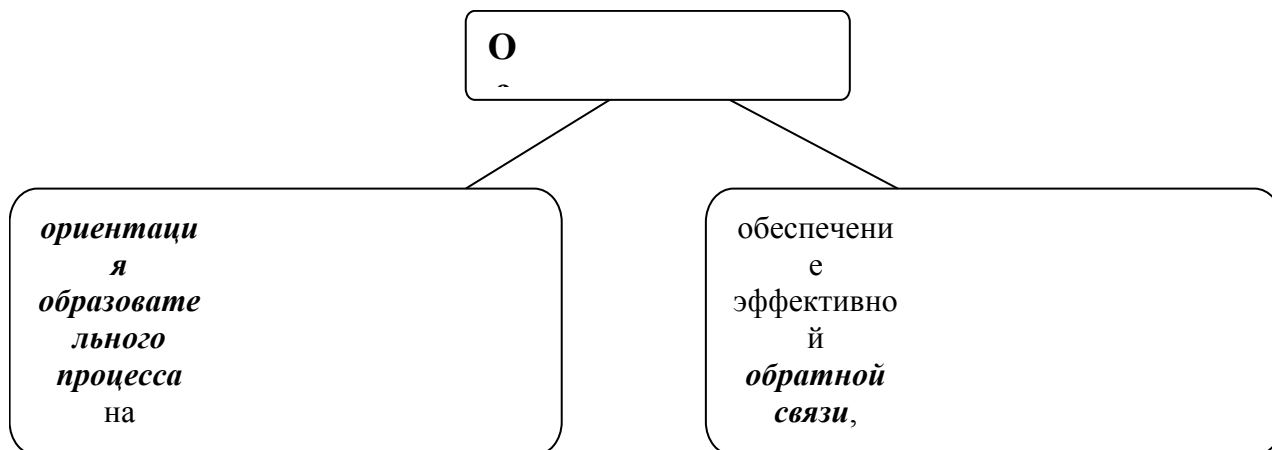 О
ориентаци
я
образовате
льного
процесса
на
обеспечени
е
эффективно
й
обратной
связи,